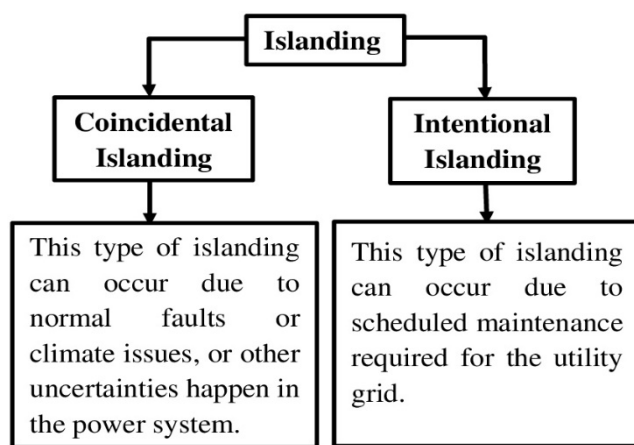 Islanding
Coincidental
Islanding
Intentional
Islanding
This type of islanding
can occur due to
normal faults or
climate issues, or other
uncertainties happen in
the power system.
This type of islanding
can occur due to
scheduled maintenance
required for the utility
grid.